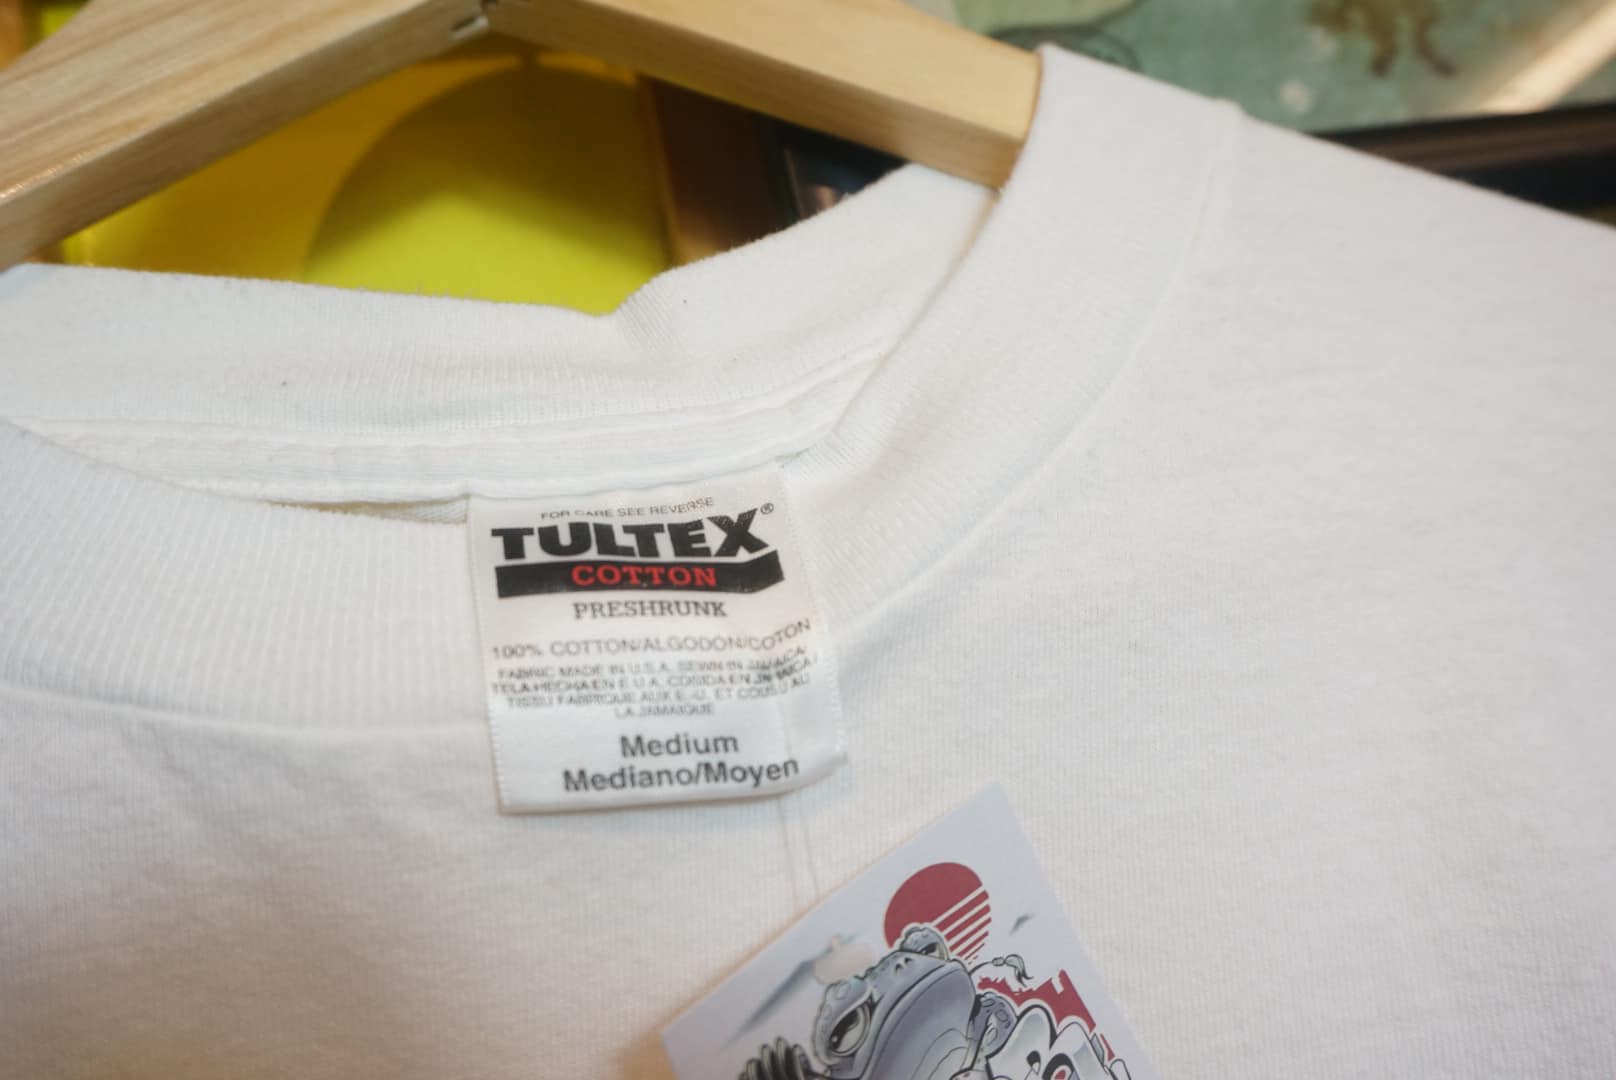 FOR CARE SEE REVERSE
TULTEX®
COTTON
PRESHRUNK
100% COTTON/ALGODON/COTON
FABRIC MADE IN U.S.A. SEWN IN JAMAICA/
TELA HECHA EN E.U.A. COSIDA EN JAMAICA/
TISSU FABRIQUE AUX E.-U. ET COUSU AU
LA JAMAIQUE
Medium
Mediano/Moyen